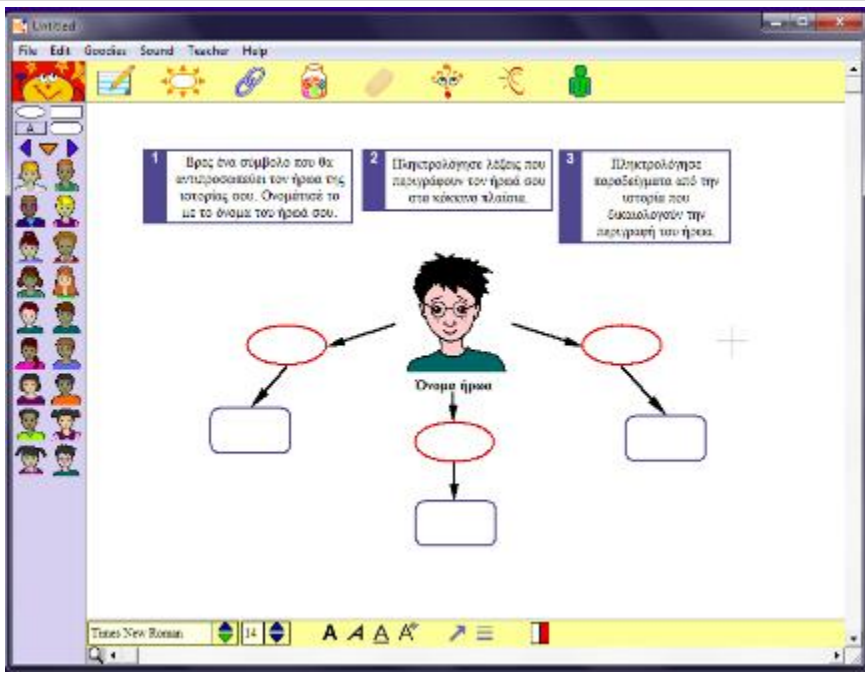 Untitled
File Edit Goodies Sound Teacher Help
A
1
Βρες ένα σύμβολο που θα
αντιπροσωπεύει τον ήρωα της
ιστορίας σου. Ονομάτισέ το
με το όνομα του ήρωά σου.
2
Πληκτρολόγησε λέξεις που
περιγράφουν τον ήρωά σου
στα κόκκινα πλαίσια.
3
Πληκτρολόγησε
παραδείγματα από την
ιστορία που
δικαιολογούν την
περιγραφή του ήρωα.
Όνομα ήρωα
Times New Roman 14 A A A A